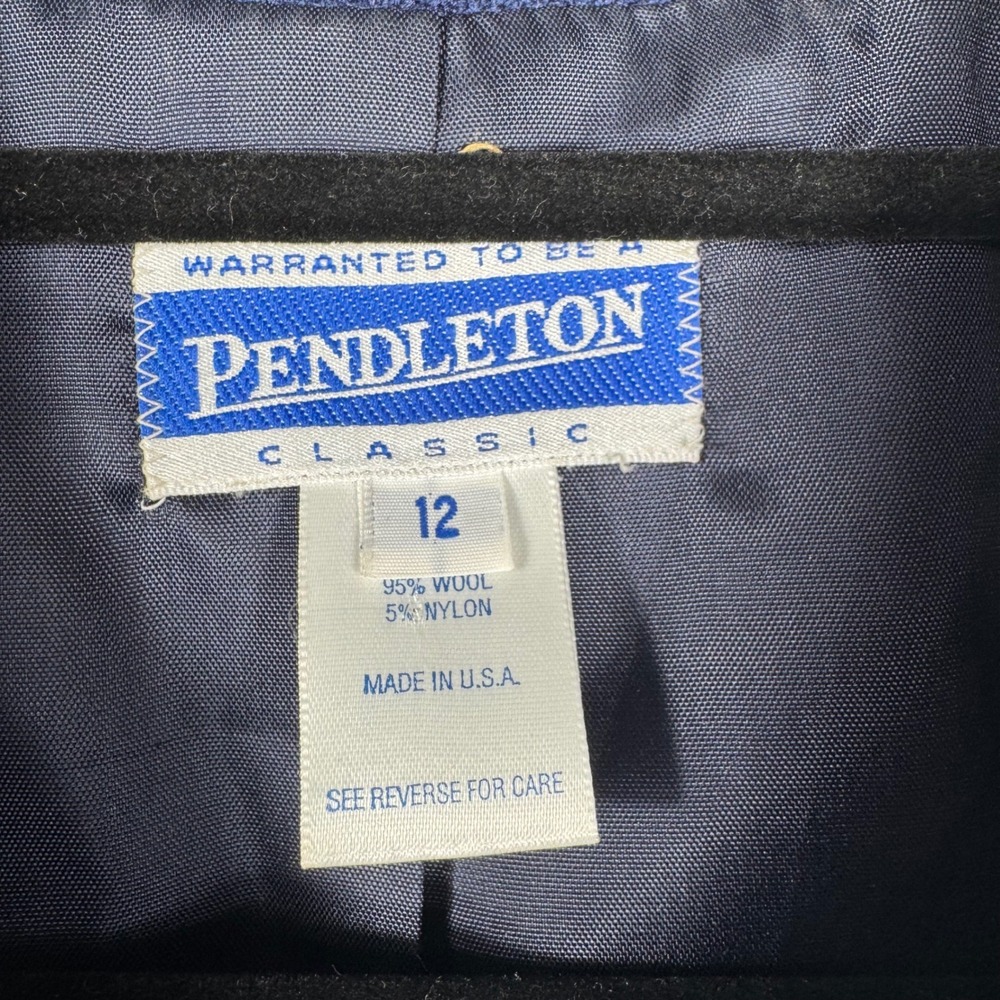 WARRANTED TO BE A
PENDLETON
CLASSIC
12
95% WOOL
5% NYLON
MADE IN U.S.A.
SEE REVERSE FOR CARE